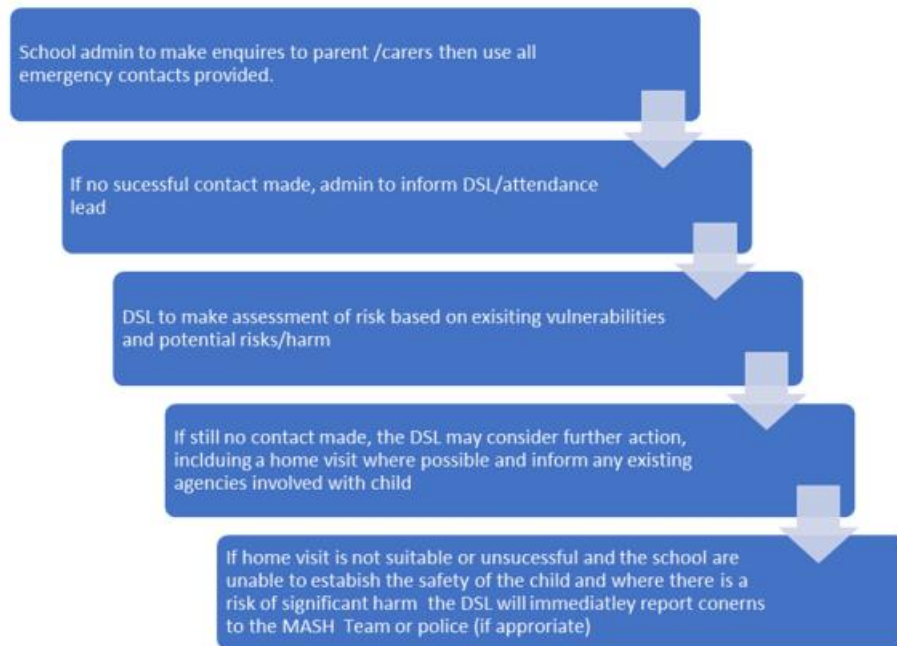 School admin to make enquires to parent /carers then use all
emergency contacts provided.
If no sucessful contact made, admin to inform DSL/attendance
lead
DSL to make assessment of risk based on exisiting vulnerabilities
and potential risks/harm
If still no contact made, the DSL may consider further action,
inclduing a home visit where possible and inform any existing
agencies involved with child
If home visit is not suitable or unsucessful and the school are
unable to estabish the safety of the child and where there is a
risk of significant harm the DSL will immediatley report conerns
to the MASH Team or police (if approriate)